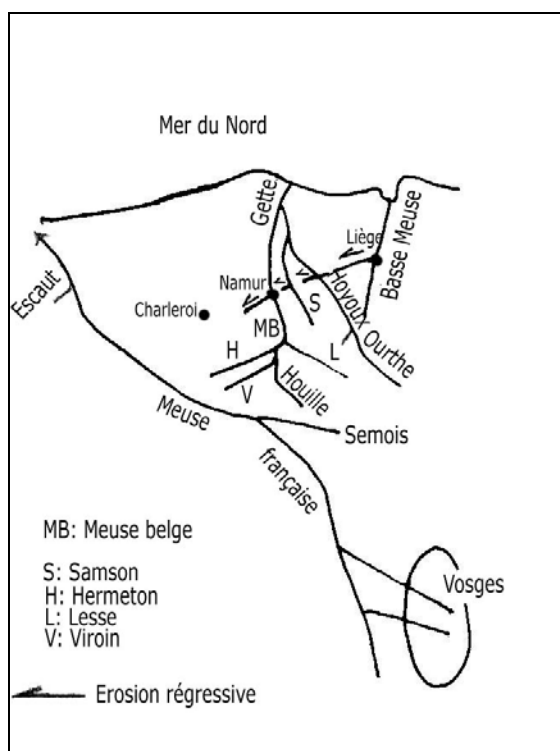 Mer du Nord
Gette
Liège
Basse Meuse
Namur
Escaut
Charleroi
S
Hoyoux
Ourthe
MB
H
L
V
Houille
Meuse
Semois
française
MB: Meuse belge
Vosges
S: Samson
H: Hermeton
L: Lesse
V: Viroin
Erosion régressive